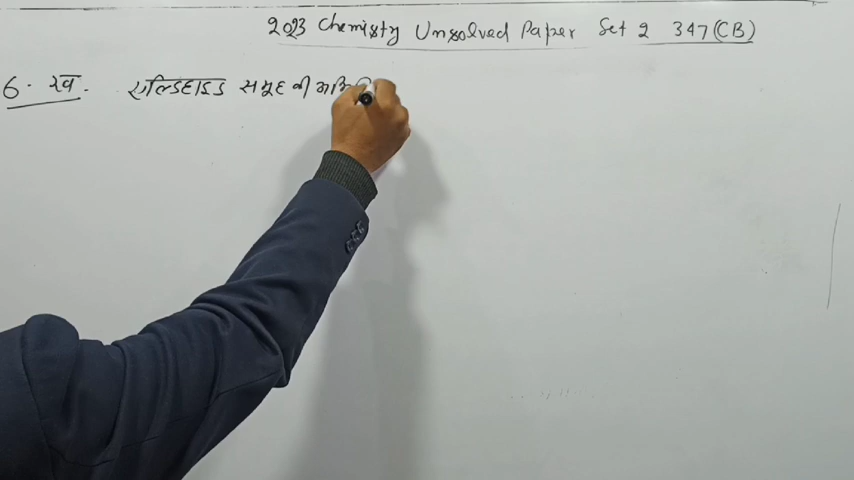 2023 Chemistry Unsolved Paper Set 2 347(CB)
6. ख. एल्डिहाइड समूह की